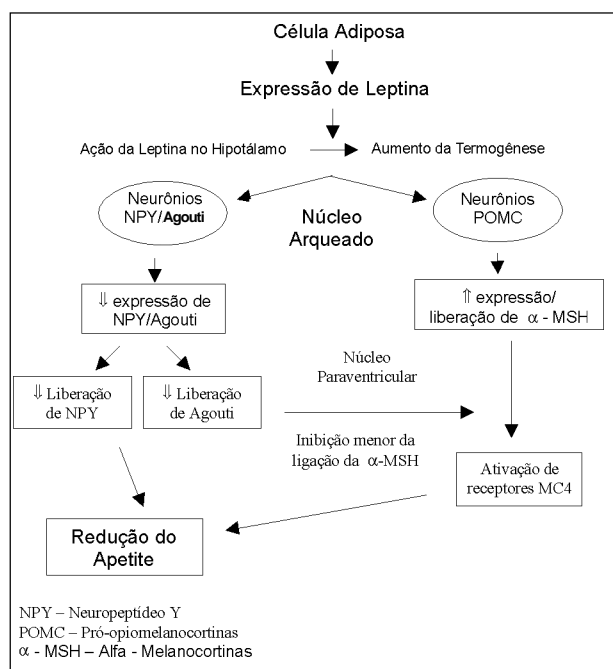 Célula Adiposa
Expressão de Leptina
Ação da Leptina no Hipotálamo
Aumento da Termogênese
Neurônios
NPY/Agouti
Núcleo
Arqueado
Neurônios
POMC
⇓ expressão de
NPY/Agouti
⇑ expressão/
liberação de α - MSH
⇓ Liberação
de NPY
⇓ Liberação
de Agouti
Núcleo
Paraventricular
Inibição menor da
ligação da α-MSH
Ativação de
receptores MC4
Redução do
Apetite
NPY – Neuropeptídeo Y
POMC – Pró-opiomelanocortinas
α - MSH – Alfa - Melanocortinas